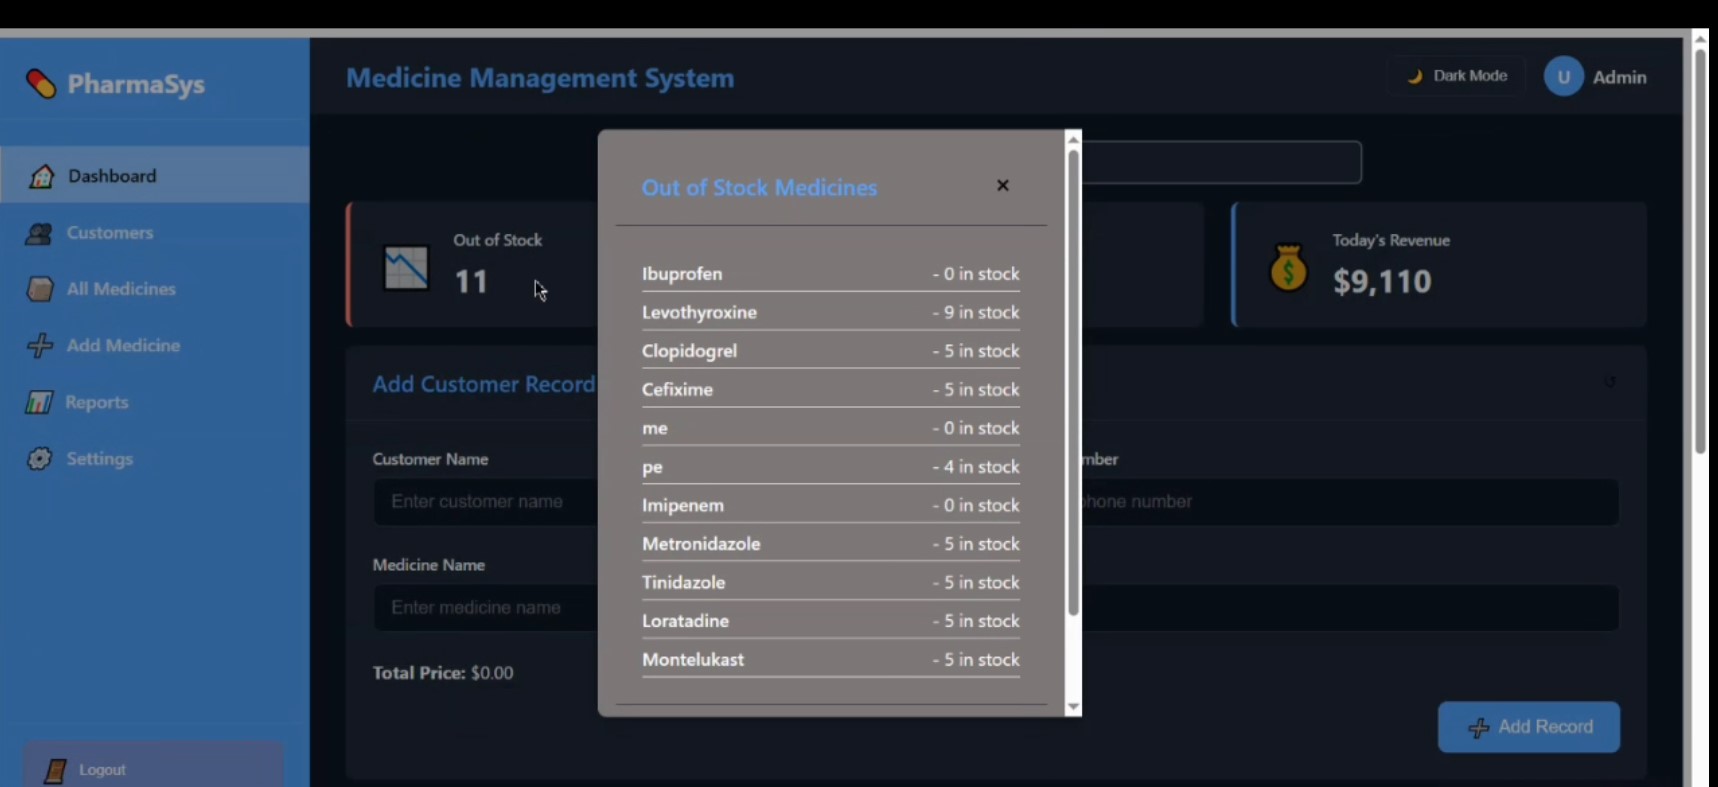 PharmaSys
Medicine Management System
Dark Mode
U
Admin
Dashboard
Customers
All Medicines
Add Medicine
Reports
Settings
Logout
Out of Stock
11
Today's Revenue
$9,110
Add Customer Record
Customer Name
Enter customer name
mber
hone number
Medicine Name
Enter medicine name
Total Price: $0.00
Add Record
Out of Stock Medicines
×
Ibuprofen - 0 in stock
Levothyroxine - 9 in stock
Clopidogrel - 5 in stock
Cefixime - 5 in stock
me - 0 in stock
pe - 4 in stock
Imipenem - 0 in stock
Metronidazole - 5 in stock
Tinidazole - 5 in stock
Loratadine - 5 in stock
Montelukast - 5 in stock